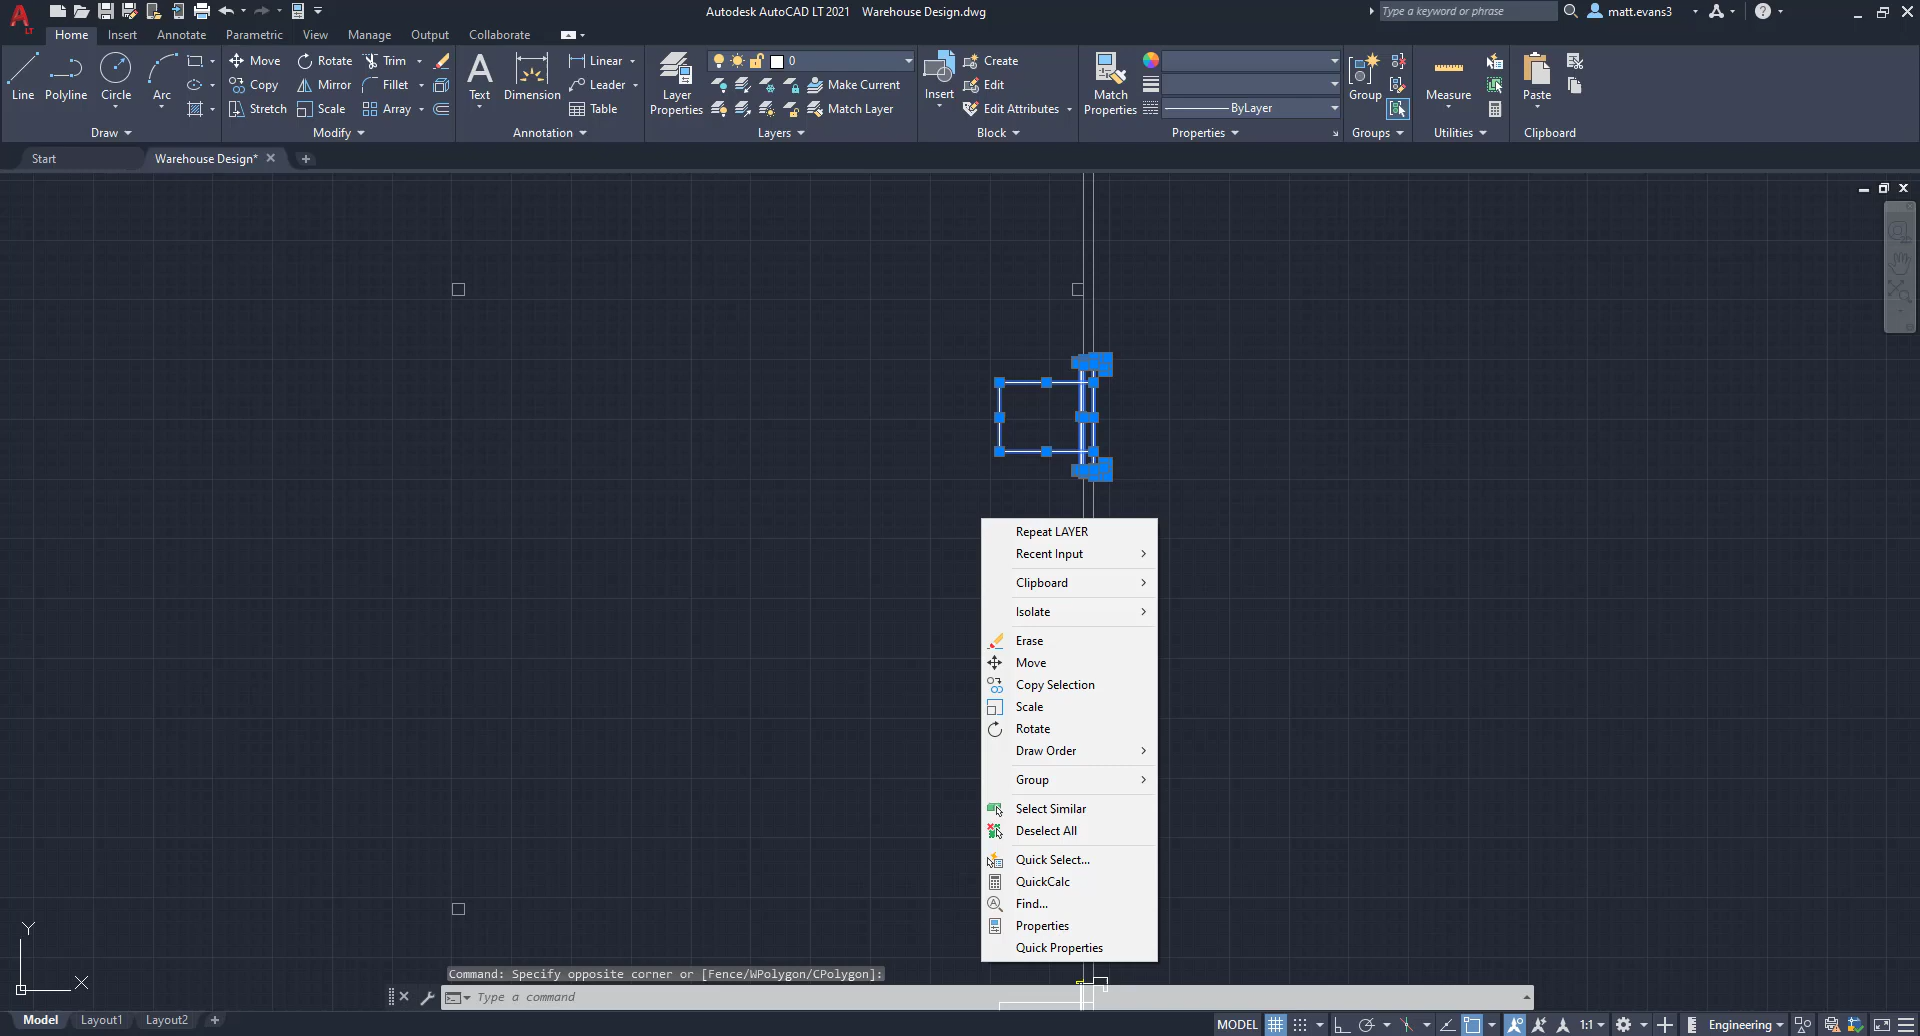 LT
Autodesk AutoCAD LT 2021 Warehouse Design.dwg
Type a keyword or phrase
matt.evans3
Home Insert Annotate Parametric View Manage Output Collaborate
Line Polyline Circle Arc
Draw
Move Rotate Trim
Copy Mirror Fillet
Stretch Scale Array
Modify
Text Dimension
Linear
Leader
Table
Annotation
Layer Properties
0
Make Current
Match Layer
Layers
Insert
Create
Edit
Edit Attributes
Block
Match Properties
ByLayer
Properties
Group
Groups
Measure
Utilities
Paste
Clipboard
Start
Warehouse Design*
Repeat LAYER
Recent Input
Clipboard
Isolate
Erase
Move
Copy Selection
Scale
Rotate
Draw Order
Group
Select Similar
Deselect All
Quick Select...
QuickCalc
Find...
Properties
Quick Properties
Y
X
Command: Specify opposite corner or [Fence/WPolygon/CPolygon]:
Type a command
Model Layout1 Layout2
MODEL
1:1
Engineering